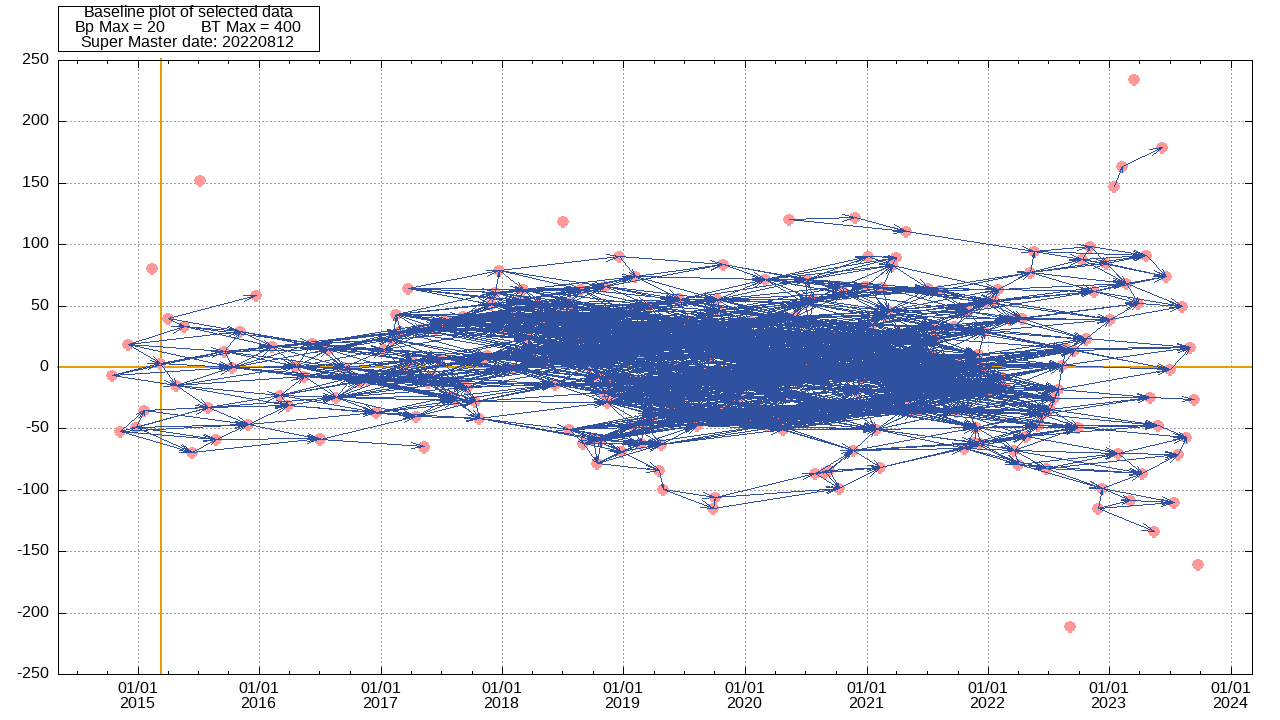 Baseline plot of selected data
Bp Max = 20 BT Max = 400
Super Master date: 20220812
250
200
150
100
50
0
-50
-100
-150
-200
-250
01/01 01/01 01/01 01/01 01/01 01/01 01/01 01/01 01/01 01/01
2015 2016 2017 2018 2019 2020 2021 2022 2023 2024